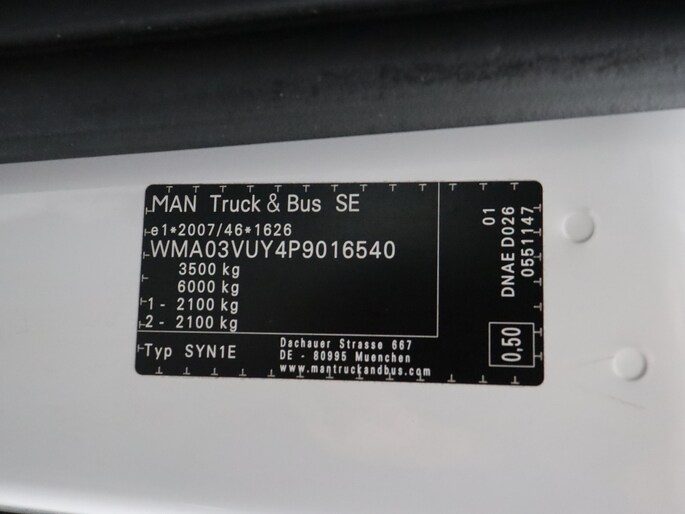 MAN Truck & Bus SE
e1*2007/46*1626
WMA03VUY4P9016540
3500 kg
6000 kg
1 - 2100 kg
2 - 2100 kg
Typ SYN1E
Dachauer Strasse 667
DE - 80995 Muenchen
www.mantruckandbus.com
01
DNAE D026
0551147
0,50